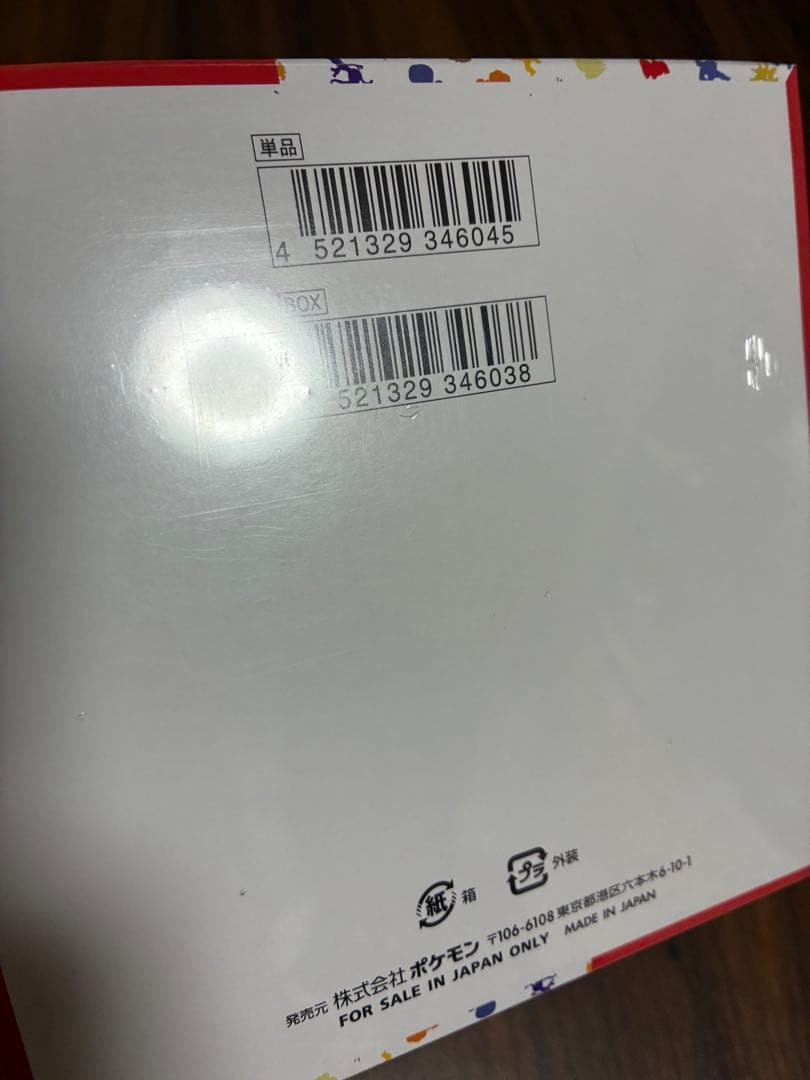 単品
4 521329 346045
BOX
521329 346038
紙 箱
プラ 外装
発売元 株式会社 ポケモン 〒106-6108 東京都港区六本木6-10-1
FOR SALE IN JAPAN ONLY MADE IN JAPAN